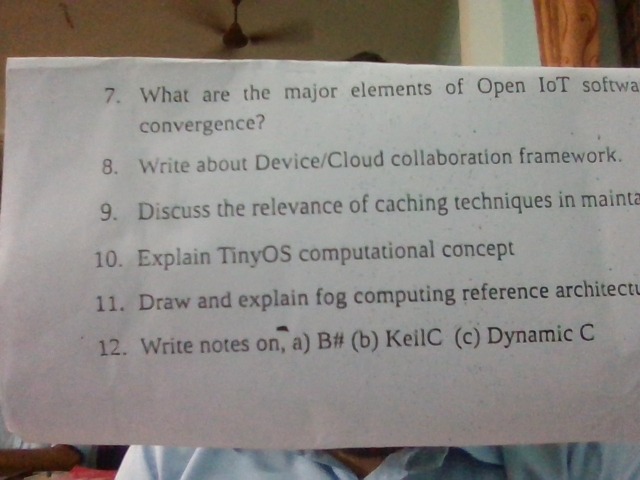 7. What are the major elements of Open IoT softwa
convergence?
8. Write about Device/Cloud collaboration framework.
9. Discuss the relevance of caching techniques in mainta
10. Explain TinyOS computational concept
11. Draw and explain fog computing reference architectu
12. Write notes on, a) B# (b) KeilC (c) Dynamic C